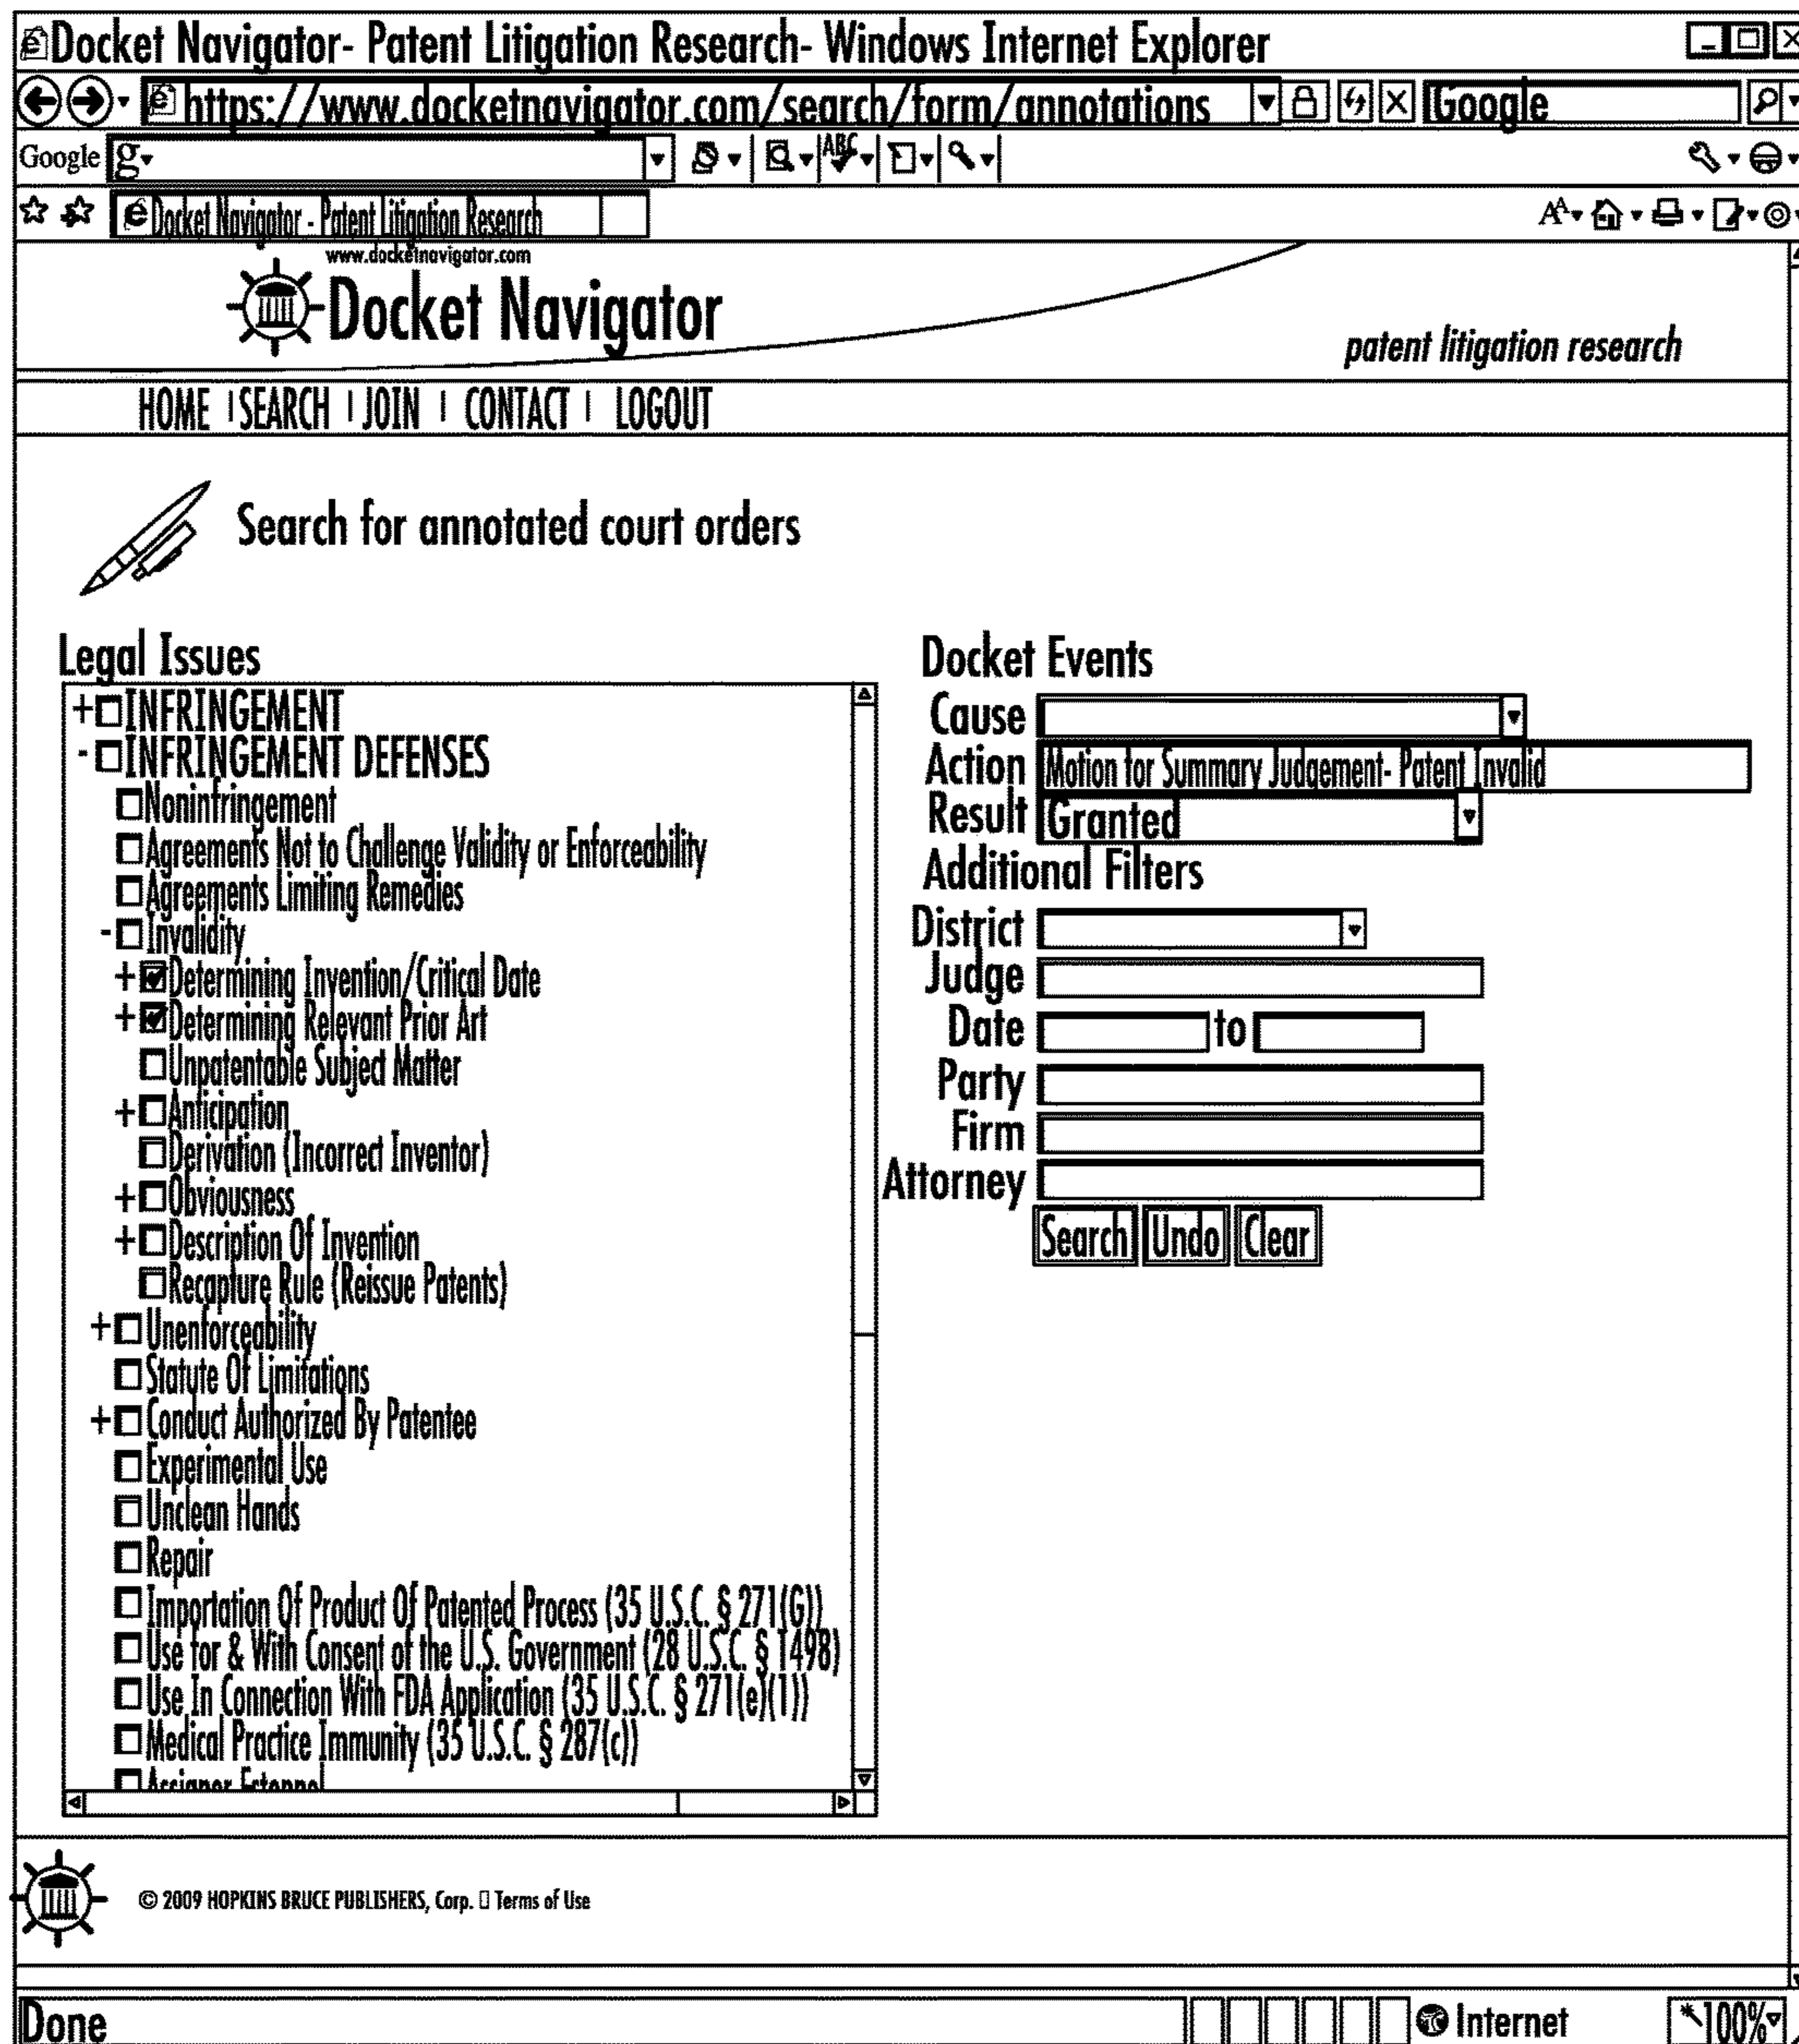 Docket Navigator- Patent Litigation Research- Windows Internet Explorer
https://www.docketnavigator.com/search/form/annotations Google
Google g ABC
Docket Navigator - Patent Litigation Research
www.docketnavigator.com
Docket Navigator
patent litigation research
HOME | SEARCH | JOIN | CONTACT | LOGOUT
Search for annotated court orders
Legal Issues
+ INFRINGEMENT
- INFRINGEMENT DEFENSES
Noninfringement
Agreements Not to Challenge Validity or Enforceability
Agreements Limiting Remedies
- Invalidity
+ Determining Invention/Critical Date
+ Determining Relevant Prior Art
Unpatentable Subject Matter
+ Anticipation
Derivation (Incorrect Inventor)
+ Obviousness
+ Description Of Invention
Recapture Rule (Reissue Patents)
+ Unenforceability
Statute Of Limitations
+ Conduct Authorized By Patentee
Experimental Use
Unclean Hands
Repair
Importation Of Product Of Patented Process (35 U.S.C. § 271(G))
Use for & With Consent of the U.S. Government (28 U.S.C. § 1498)
Use In Connection With FDA Application (35 U.S.C. § 271(e)(1))
Medical Practice Immunity (35 U.S.C. § 287(c))
Docket Events
Cause
Action Motion for Summary Judgement- Patent Invalid
Result Granted
Additional Filters
District
Judge
Date to
Party
Firm
Attorney
Search Undo Clear
© 2009 HOPKINS BRUCE PUBLISHERS, Corp. Terms of Use
Done Internet 100%